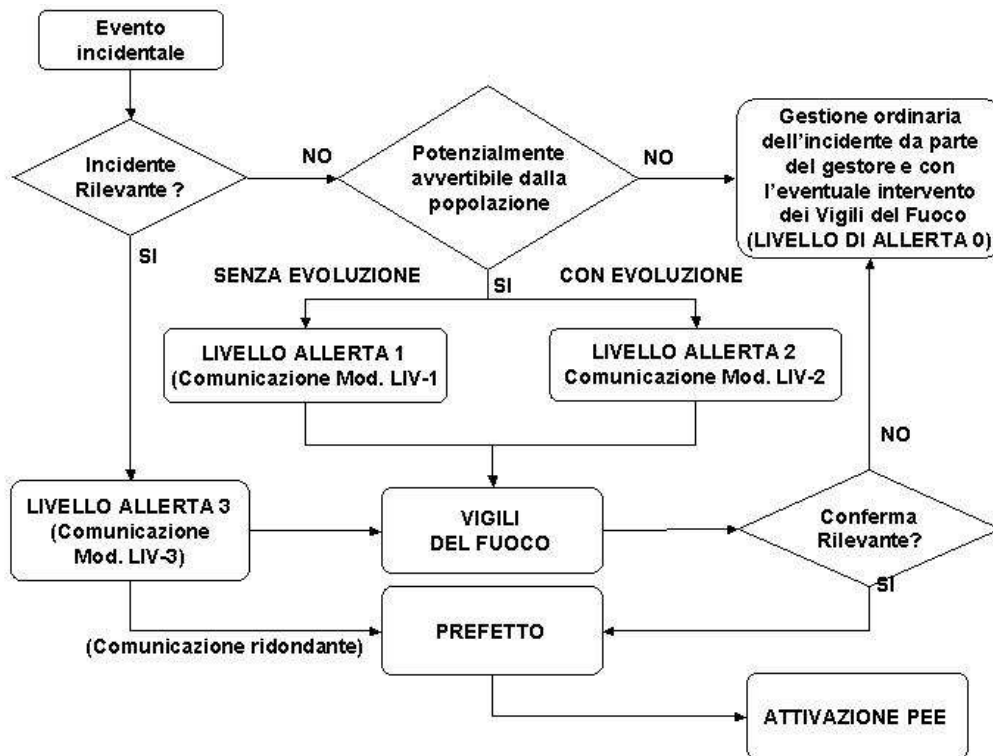 Evento
incidentale
Incidente
Rilevante ?
NO
Potenzialmente
avvertibile dalla
popolazione
NO
Gestione ordinaria
dell'incidente da parte
del gestore e con
l'eventuale intervento
dei Vigili del Fuoco
(LIVELLO DI ALLERTA 0)
SI
SENZA EVOLUZIONE
SI
CON EVOLUZIONE
LIVELLO ALLERTA 1
(Comunicazione Mod. LIV-1
LIVELLO ALLERTA 2
Comunicazione Mod. LIV-2
NO
LIVELLO ALLERTA 3
(Comunicazione
Mod. LIV-3)
VIGILI
DEL FUOCO
Conferma
Rilevante?
SI
(Comunicazione ridondante)
PREFETTO
ATTIVAZIONE PEE